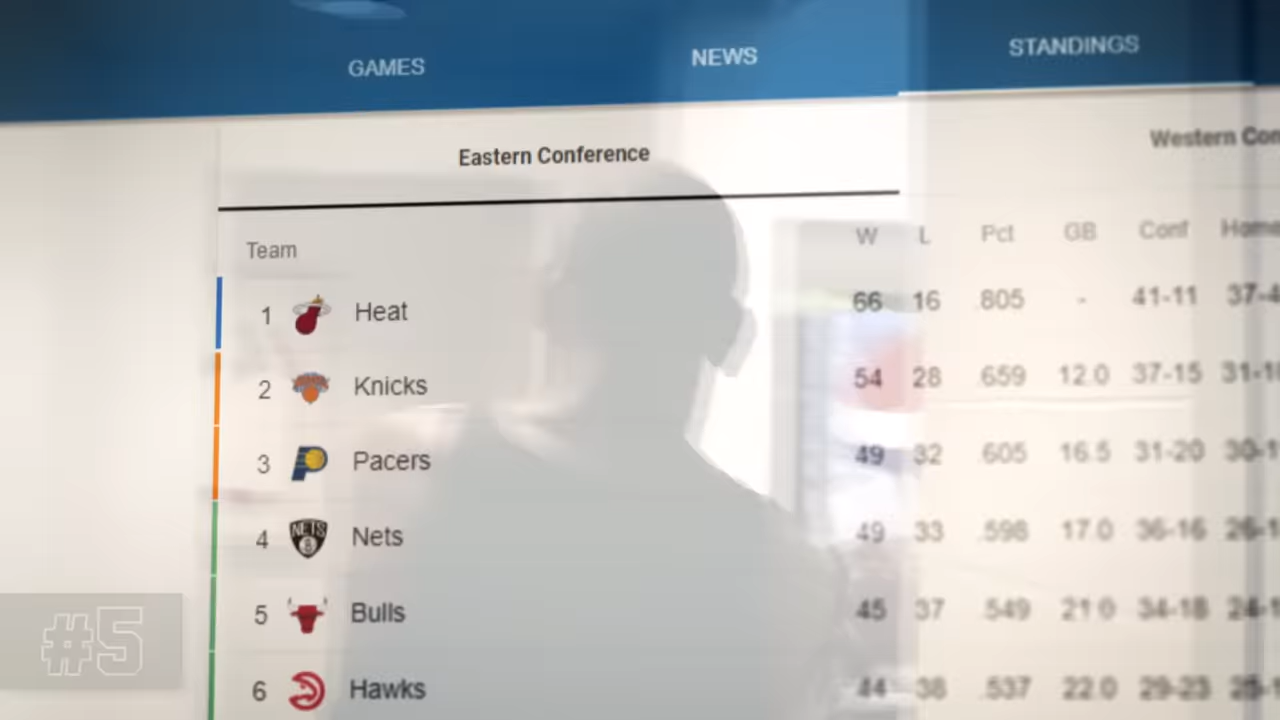 GAMES NEWS STANDINGS
Eastern Conference Western
Team W L Pct GB Conf Home
1 Heat 66 16 .805 - 41-11
2 Knicks 54 28 .659 12.0 37-15
3 Pacers 49 32 .605 16.5 31-20
4 NETS Nets 49 33 .598 17.0 36-16
5 Bulls 45 37 .549 21.0 34-18
6 Hawks 44 38 .537 22.0 29-23
#5